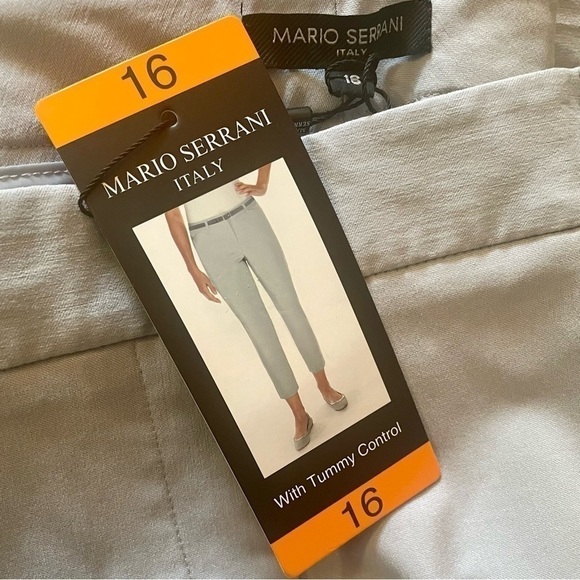 16
MARIO SERRANI
ITALY
With Tummy Control
16
MARIO SERRANI
ITALY
16